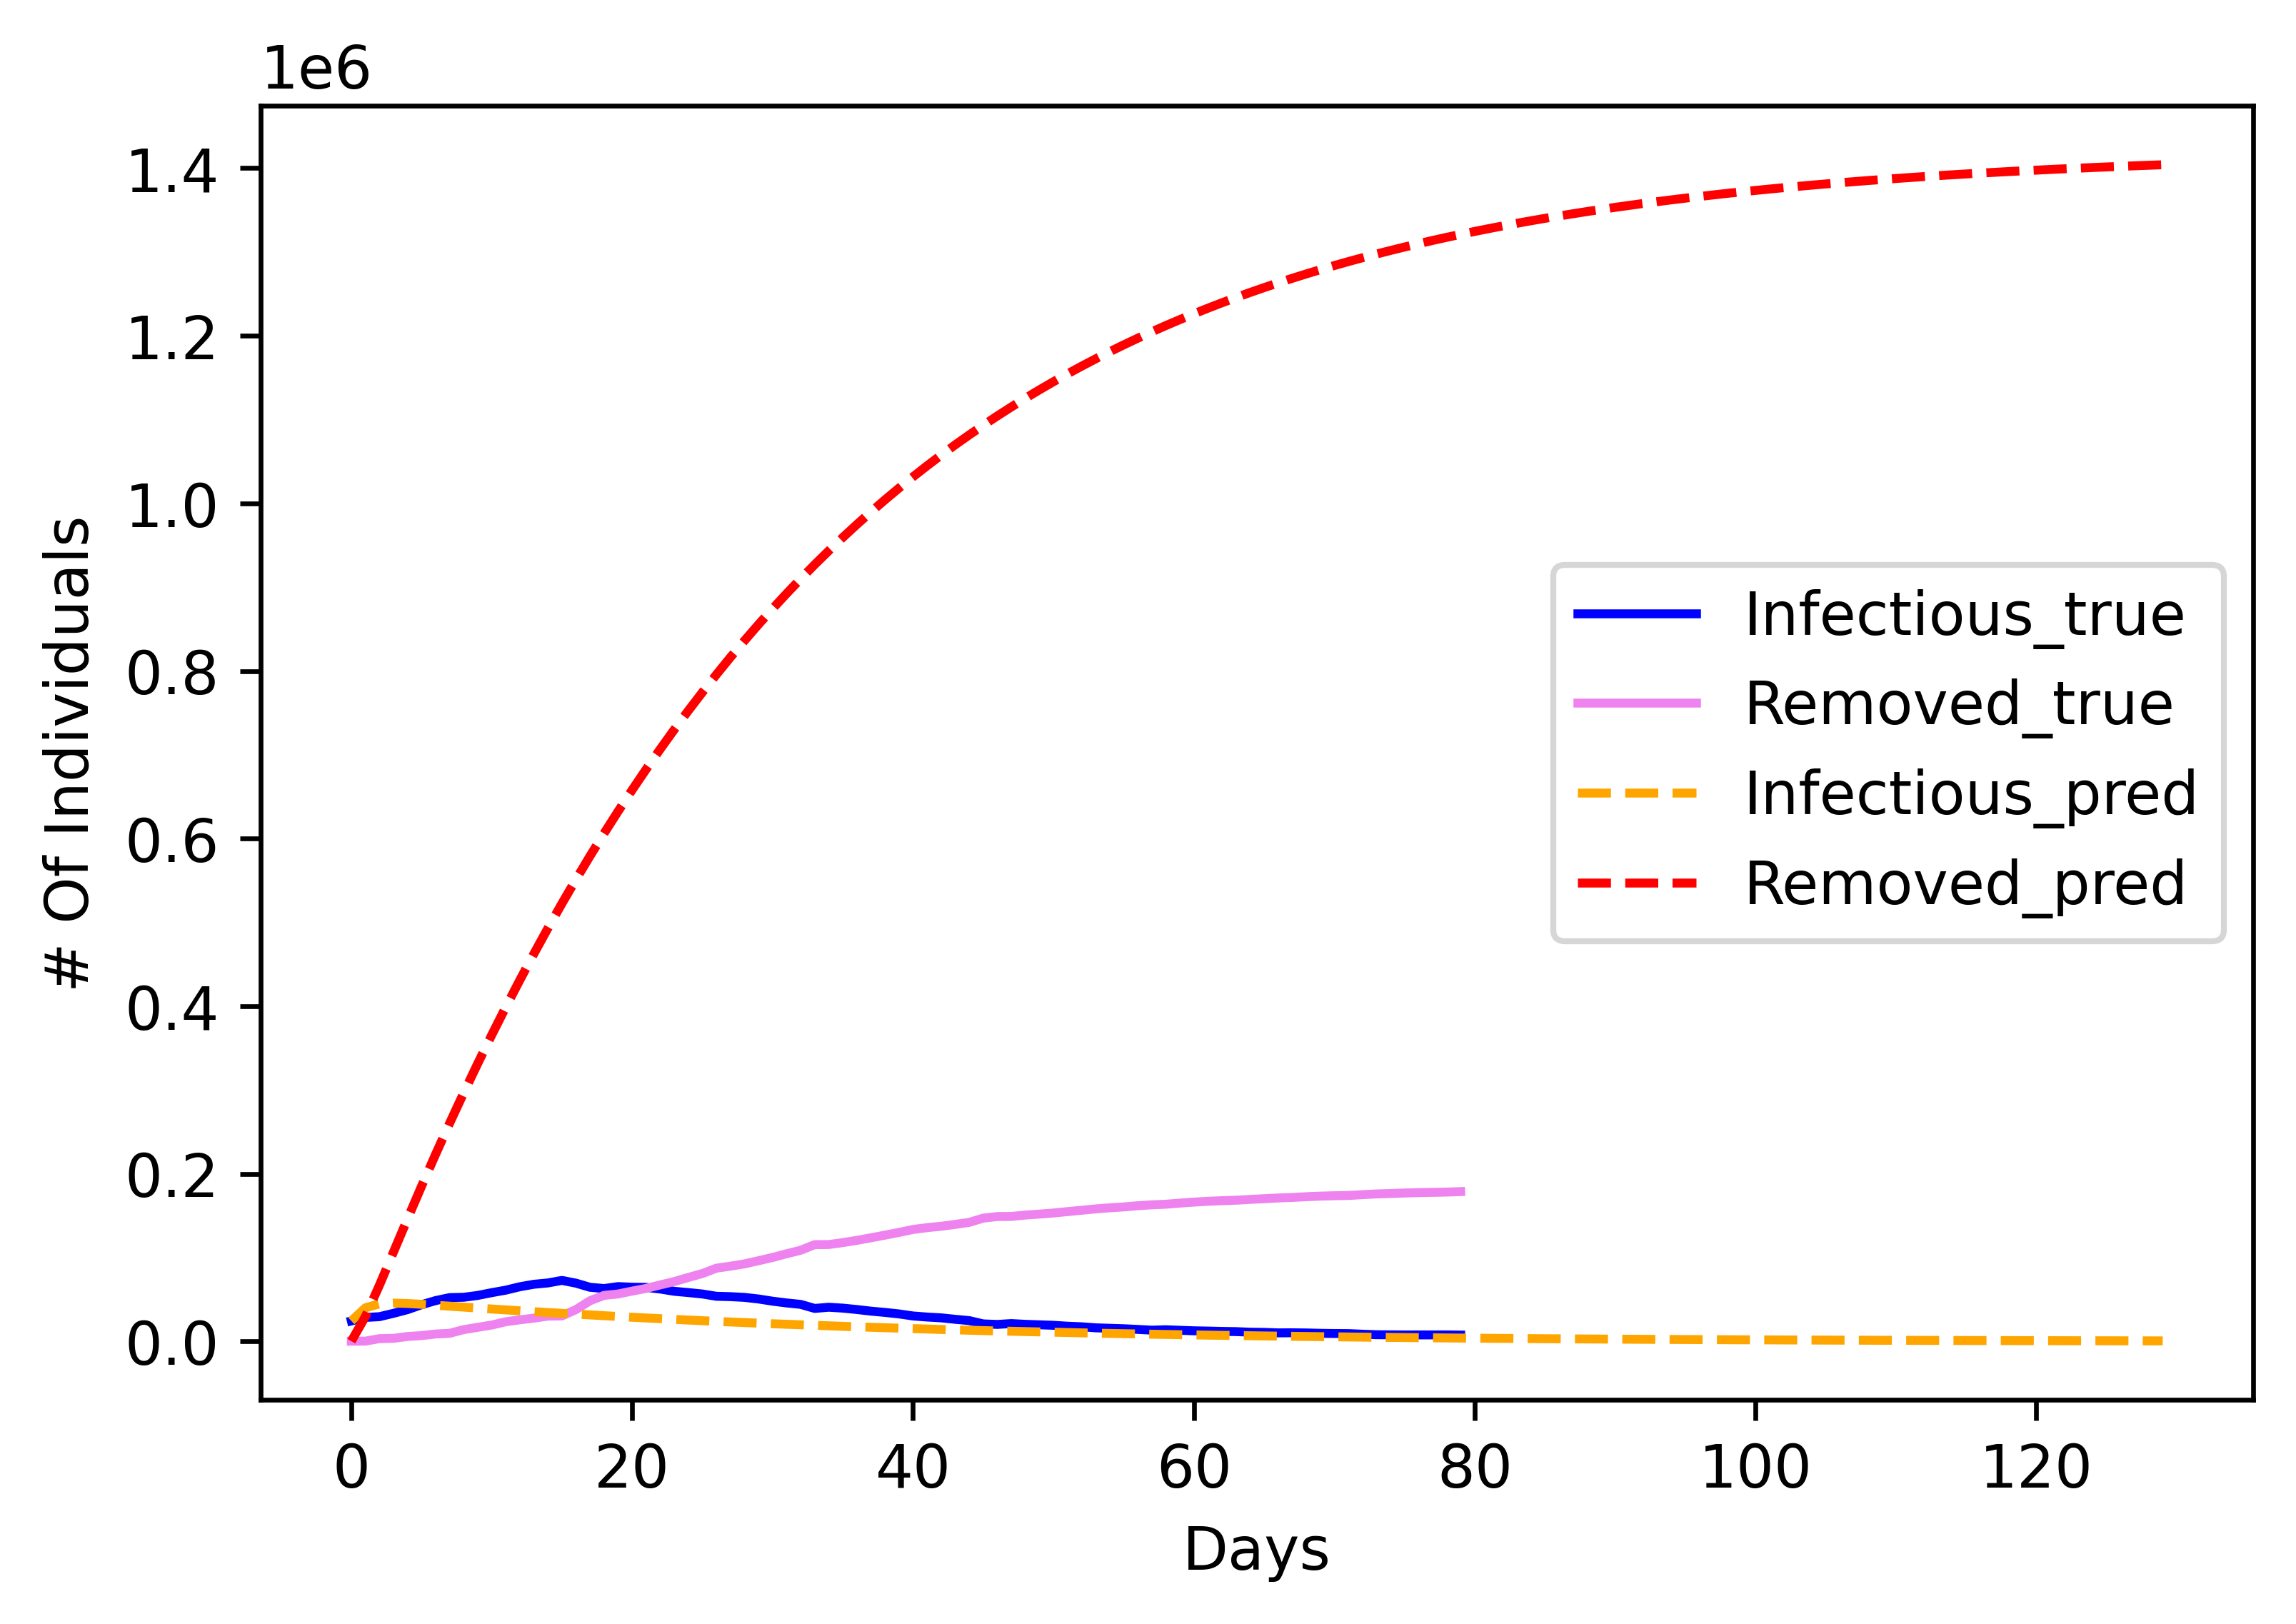 1e6
1.4
1.2
1.0
0.8
0.6
0.4
0.2
0.0
# Of Individuals
Infectious_true
Removed_true
Infectious_pred
Removed_pred
0 20 40 60 80 100 120
Days